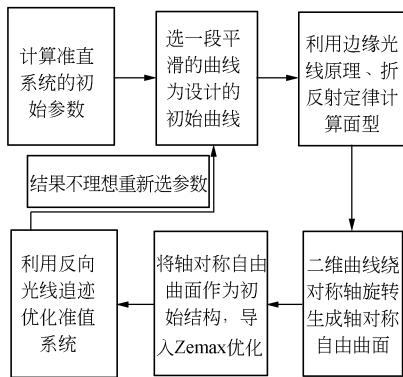 计算准直
系统的初
始参数
选一段平
滑的曲线
为设计的
初始曲线
利用边缘光
线原理、折
反射定律计
算面型
结果不理想重新选参数
利用反向
光线追迹
优化准值
系统
将轴对称自由
曲面作为初
始结构，导
入Zemax优化
二维曲线绕
对称轴旋转
生成轴对称
自由曲面